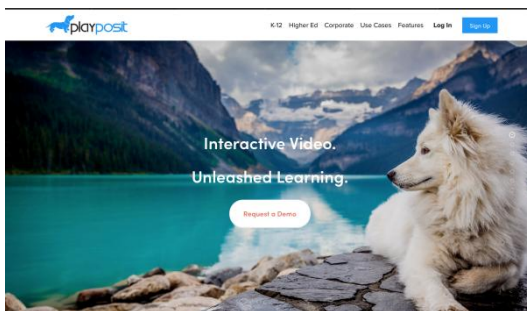 playposit
K-12 Higher Ed Corporate Use Cases Features Log In Sign Up
Interactive Video.
Unleashed Learning.
Request a Demo